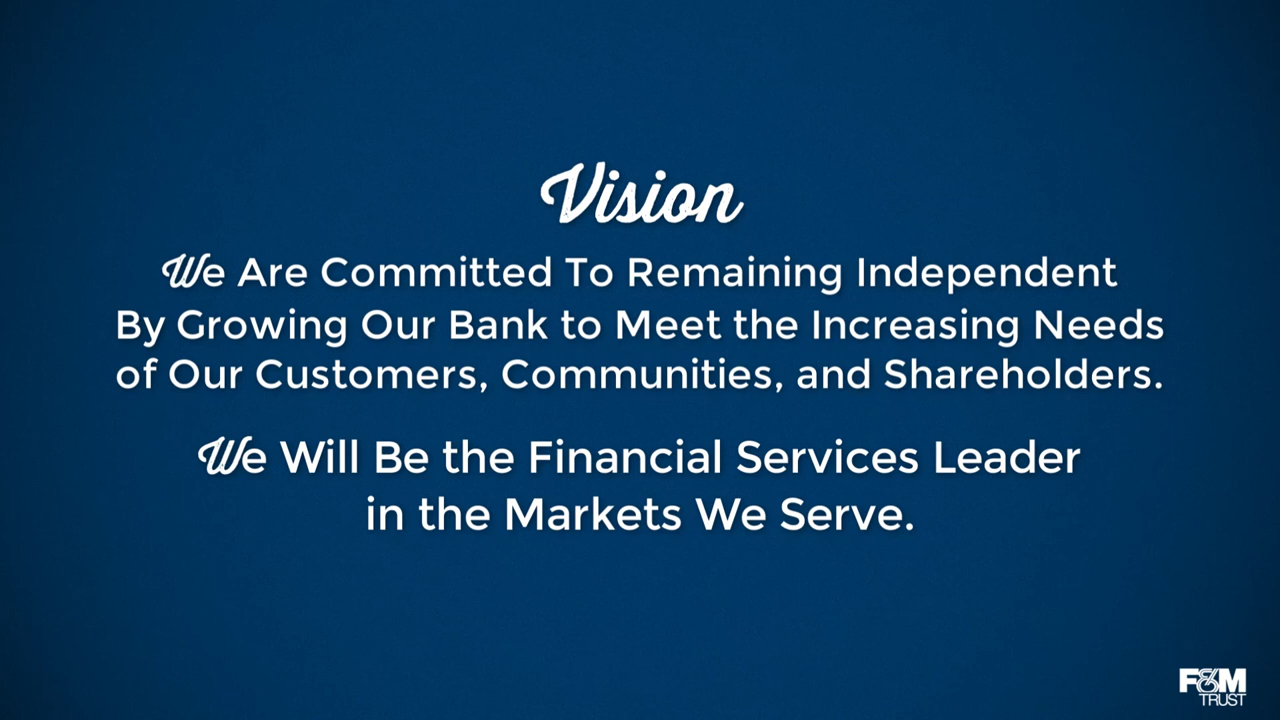 Vision
We Are Committed To Remaining Independent
By Growing Our Bank to Meet the Increasing Needs
of Our Customers, Communities, and Shareholders.
We Will Be the Financial Services Leader
in the Markets We Serve.
F&M
TRUST